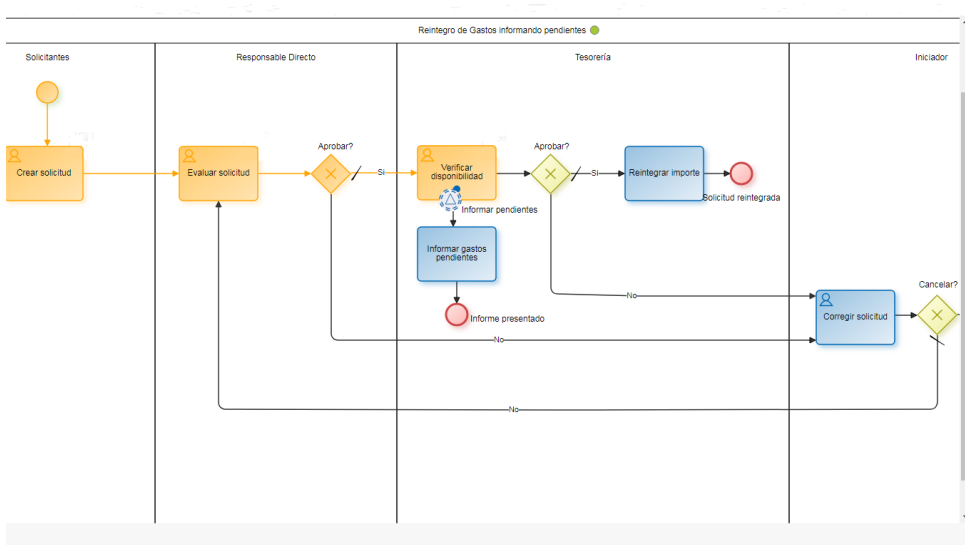 Reintegro de Gastos informando pendientes
Solicitantes
Responsable Directo
Tesorería
Iniciador
Aprobar?
Aprobar?
Crear solicitud
Evaluar solicitud
Si
Verificar
disponibilidad
Si
Reintegrar importe
Solicitud reintegrada
Informar pendientes
Informar gastos
pendientes
Cancelar?
No
Informe presentado
Corregir solicitud
No
No